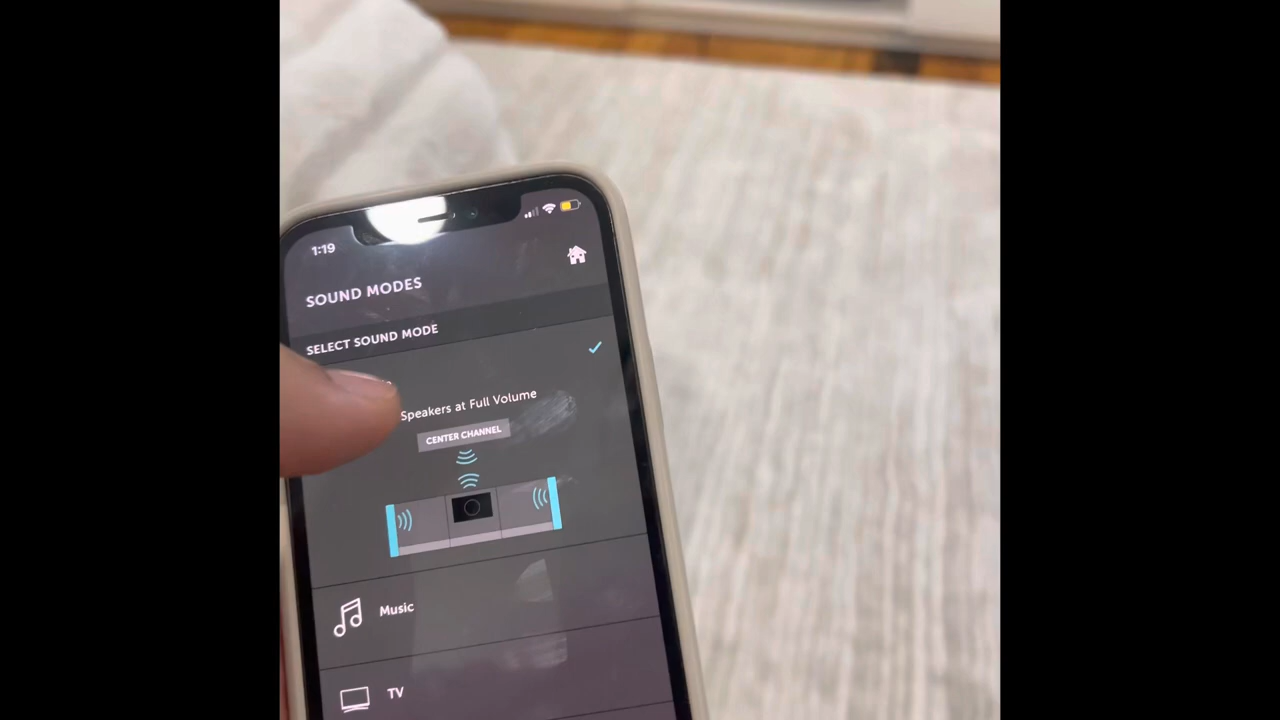 1:19
SOUND MODES
SELECT SOUND MODE
Speakers at Full Volume
CENTER CHANNEL
Music
TV